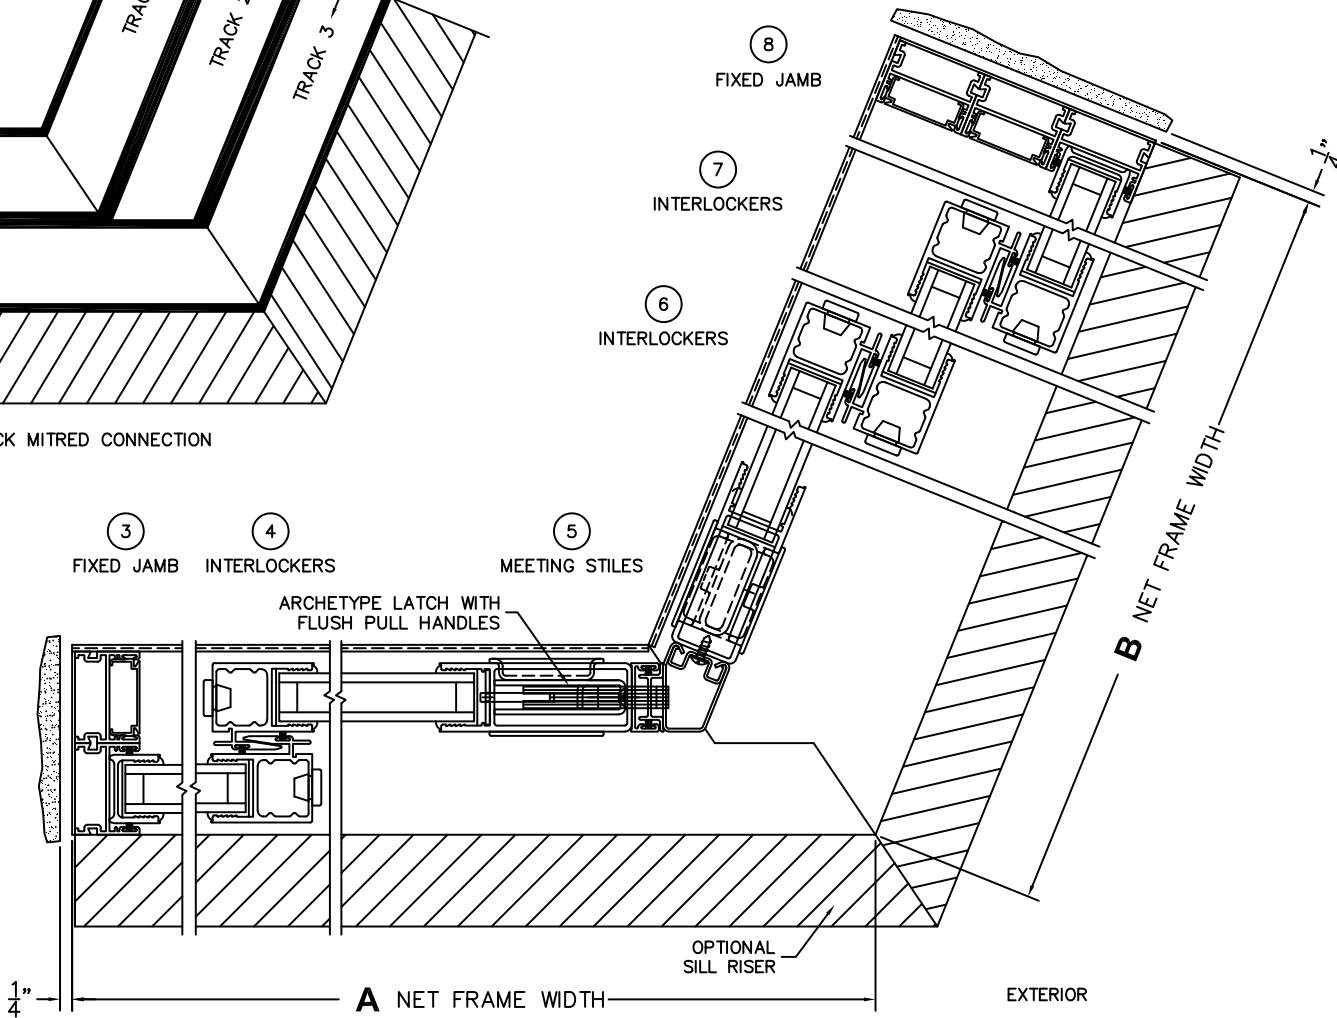 TRACK 3
8
FIXED JAMB
7
INTERLOCKERS
6
INTERLOCKERS
1/4"
MITRED CONNECTION
3
FIXED JAMB
4
INTERLOCKERS
5
MEETING STILES
ARCHETYPE LATCH WITH
FLUSH PULL HANDLES
B NET FRAME WIDTH
OPTIONAL
SILL RISER
1/4"
A NET FRAME WIDTH
EXTERIOR